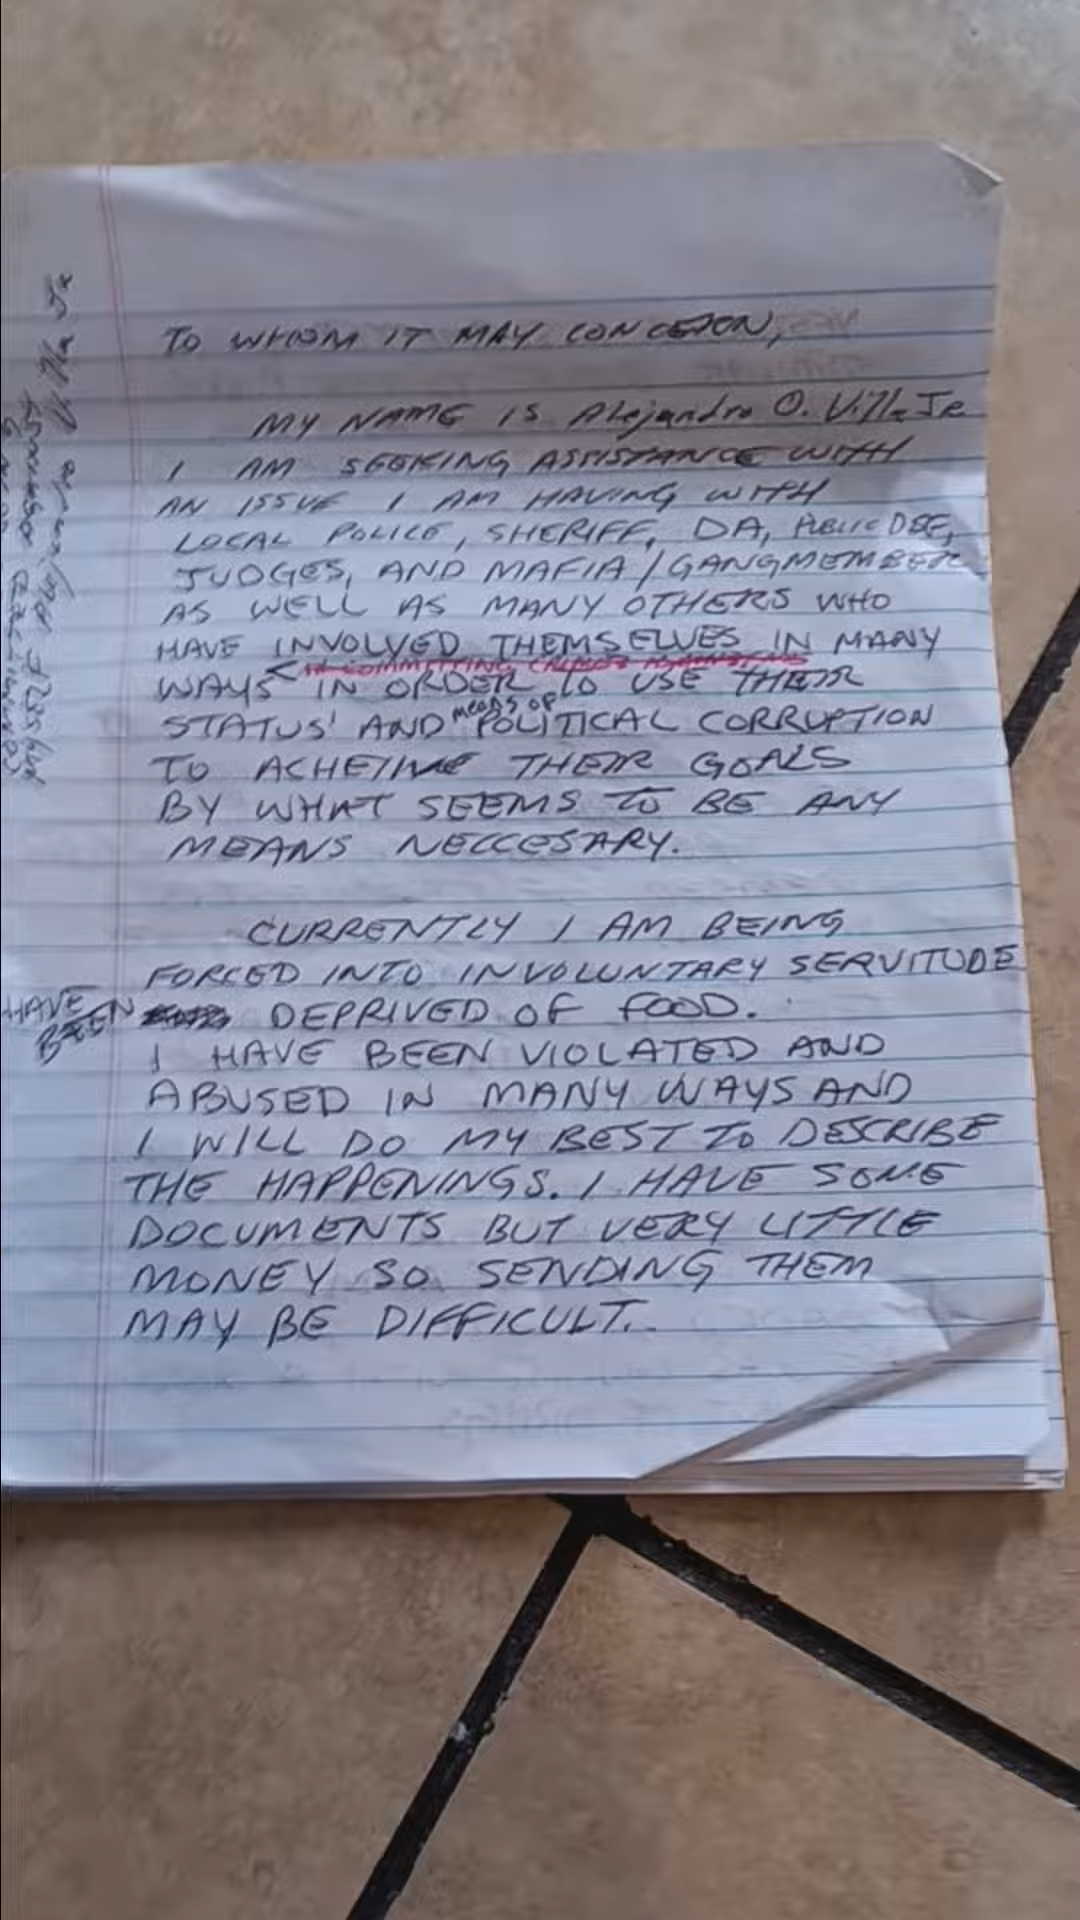 TO WHOM IT MAY CONCERN,
MY NAME IS Alejandro O. Villa Jr
I AM SEEKING ASSISTANCE WITH
AN ISSUE I AM HAVING WITH
LOCAL POLICE, SHERIFF, DA, PUBLIC DEF,
JUDGES, AND MAFIA/GANGMEMBER
AS WELL AS MANY OTHERS WHO
HAVE INVOLVED THEMSELVES IN MANY
WAYS IN ORDER TO USE THEIR
STATUS' AND means of POLITICAL CORRUPTION
TO ACHEIVE THEIR GOALS
BY WHAT SEEMS TO BE ANY
MEANS NECCESARY.
CURRENTLY I AM BEING
FORCED INTO INVOLUNTARY SERVITUDE
HAVE BEEN DEPRIVED OF FOOD.
I HAVE BEEN VIOLATED AND
ABUSED IN MANY WAYS AND
I WILL DO MY BEST TO DESCRIBE
THE HAPPENINGS. I HAVE SOME
DOCUMENTS BUT VERY LITTLE
MONEY SO SENDING THEM
MAY BE DIFFICULT.
Villa Jr